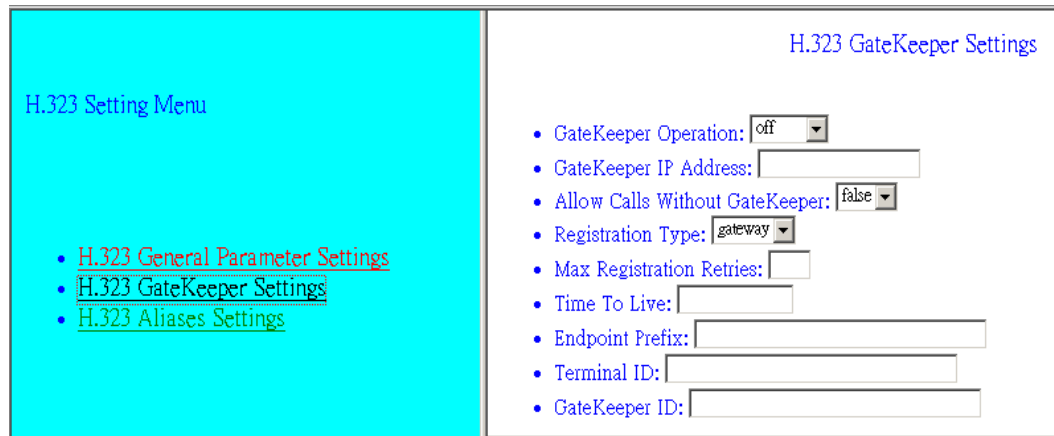 H.323 Setting Menu
H.323 General Parameter Settings
H.323 GateKeeper Settings
H.323 Aliases Settings
H.323 GateKeeper Settings
GateKeeper Operation: off
GateKeeper IP Address:
Allow Calls Without GateKeeper: false
Registration Type: gateway
Max Registration Retries:
Time To Live:
Endpoint Prefix:
Terminal ID:
GateKeeper ID: